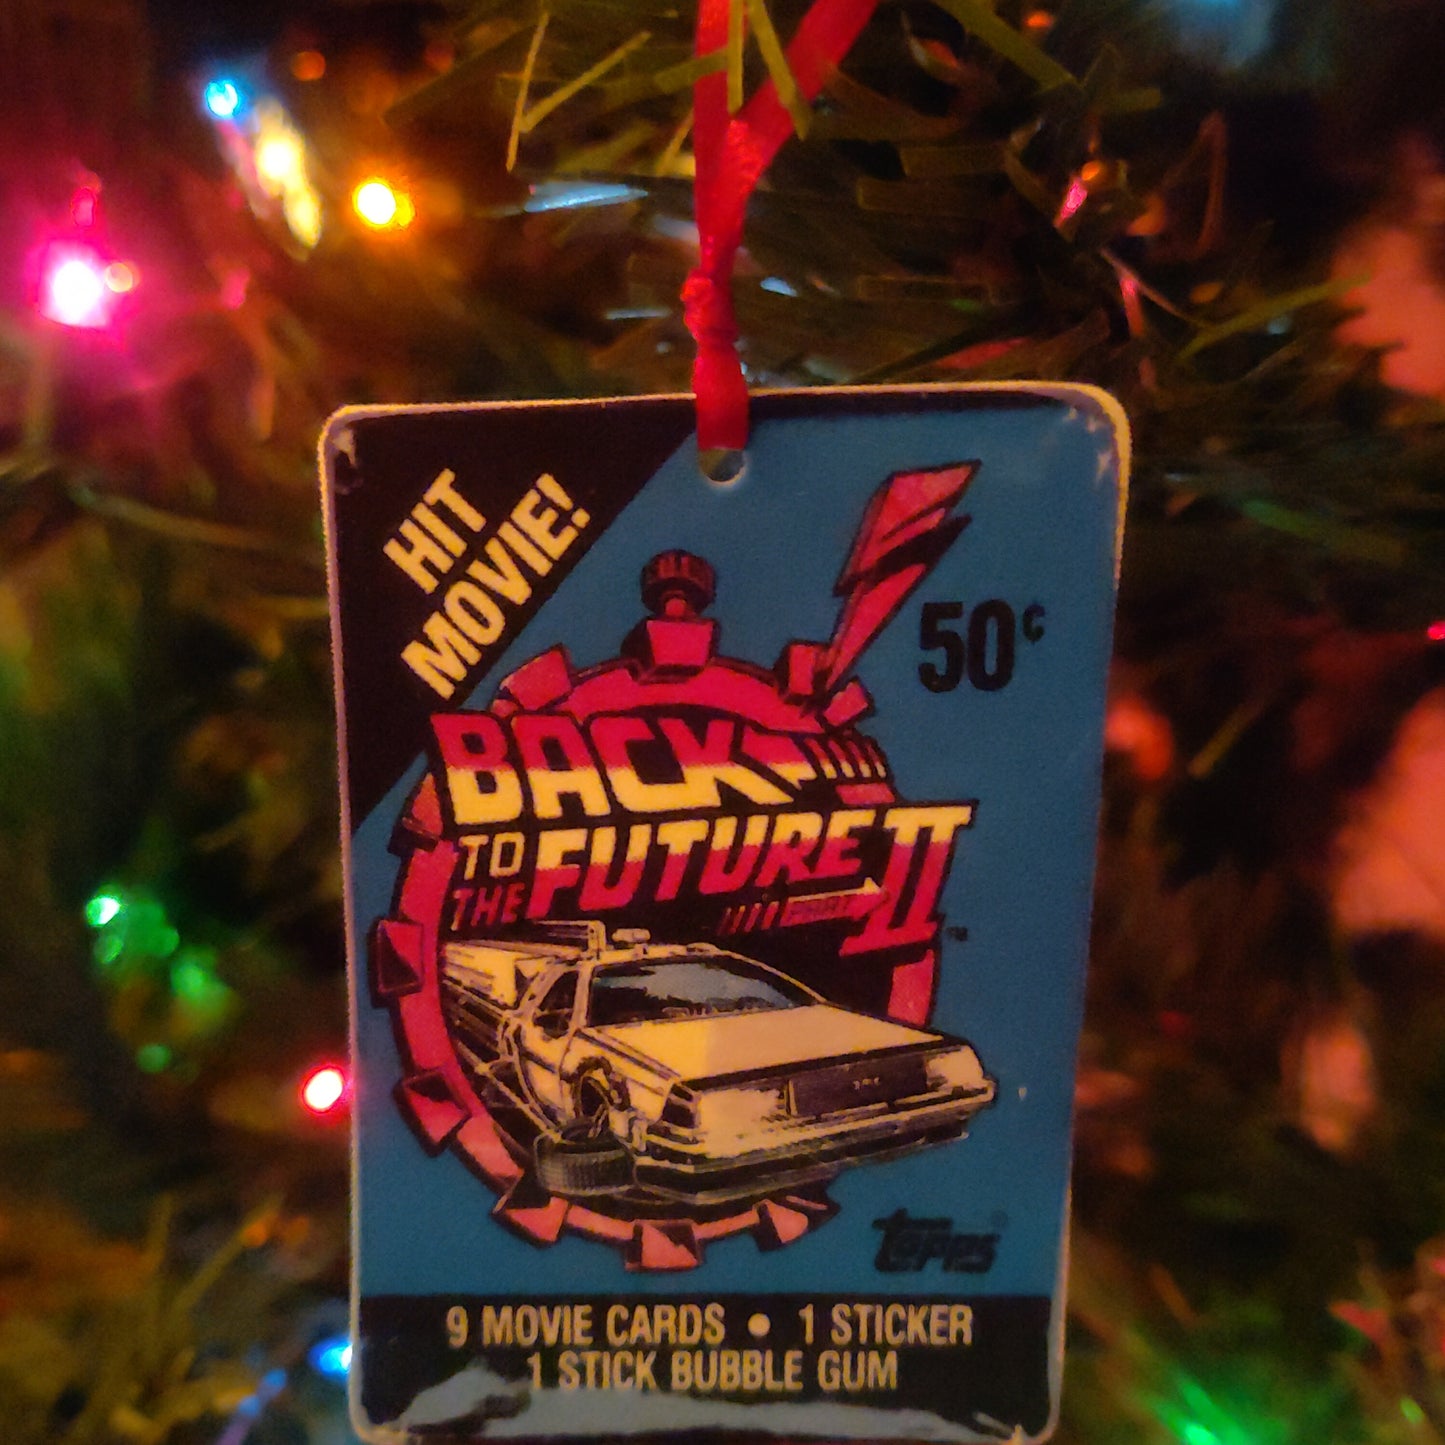 HIT
MOVIE!
50¢
BACK
TO
THE
FUTURE
PART II
™
topps®
9 MOVIE CARDS • 1 STICKER
1 STICK BUBBLE GUM